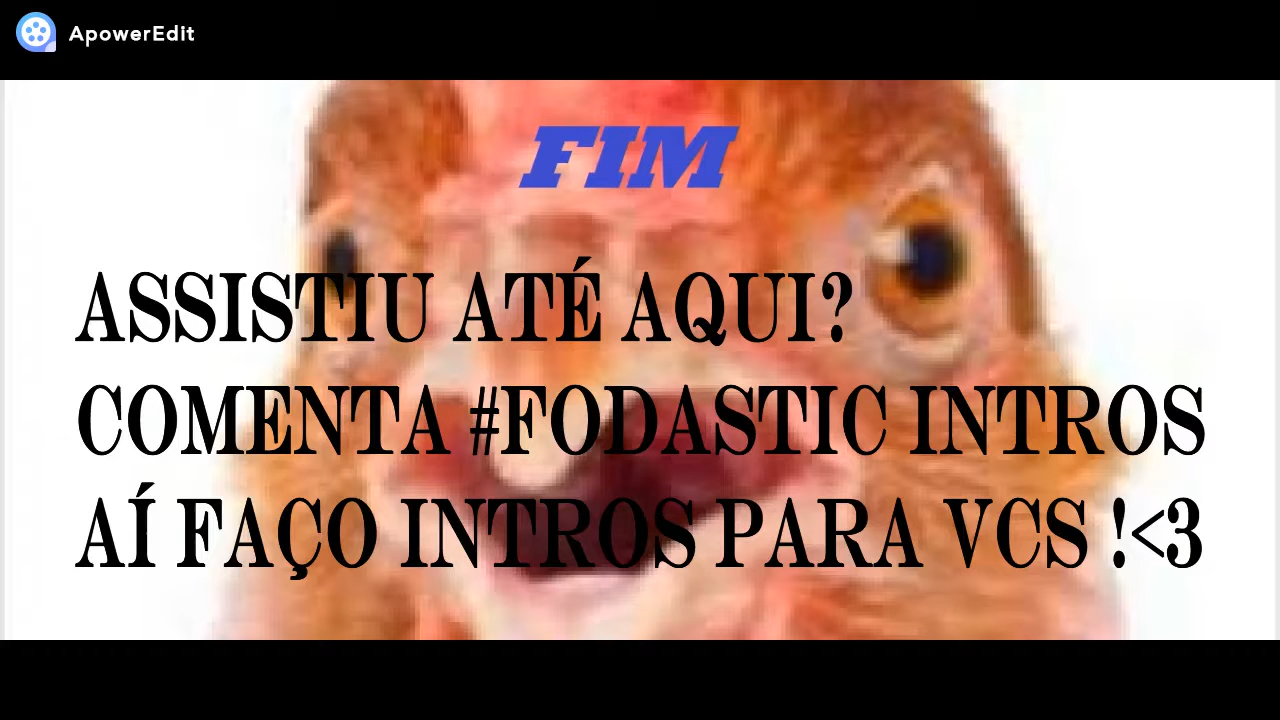 ApowerEdit
FIM
ASSISTIU ATÉ AQUI?
COMENTA #FODASTIC INTROS
AÍ FAÇO INTROS PARA VCS !<3